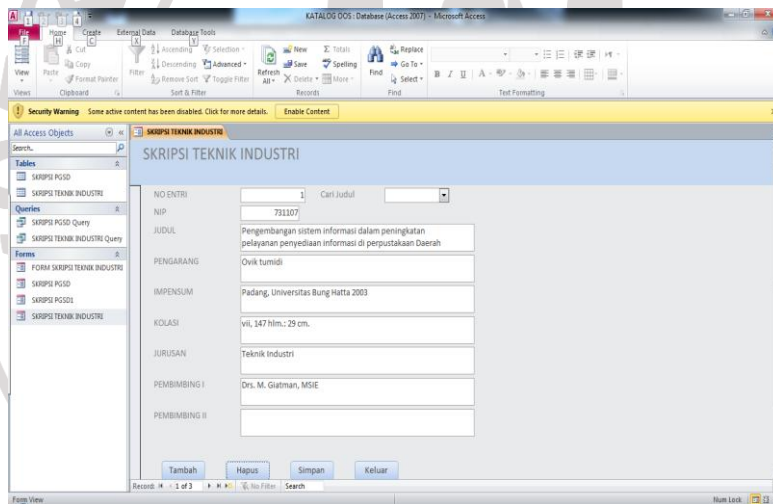 KATALOG OOS : Database (Access 2007) - Microsoft Access
File Home Create External Data Database Tools
F H C X Y
View
Paste
Cut
Copy
Format Painter
Filter
Ascending
Descending
Remove Sort
Selection
Advanced
Toggle Filter
Refresh All
New
Save
Delete
Totals
Spelling
More
Find
Replace
Go To
Select
Views Clipboard Sort & Filter Records Find Text Formatting
Security Warning Some active content has been disabled. Click for more details. Enable Content
All Access Objects
Search...
Tables
SKRIPSI PGSD
SKRIPSI TEKNIK INDUSTRI
Queries
SKRIPSI PGSD Query
SKRIPSI TEKNIK INDUSTRI Query
Forms
FORM SKRIPSI TEKNIK INDUSTRI
SKRIPSI PGSD
SKRIPSI PGSD1
SKRIPSI TEKNIK INDUSTRI
SKRIPSI TEKNIK INDUSTRI
SKRIPSI TEKNIK INDUSTRI
NO ENTRI 1 Cari Judul
NIP 731107
JUDUL Pengembangan sistem informasi dalam peningkatan
pelayanan penyediaan informasi di perpustakaan Daerah
PENGARANG Ovik tumidi
IMPENSUM Padang, Universitas Bung Hatta 2003
KOLASI vii, 147 hlm.: 29 cm.
JURUSAN Teknik Industri
PEMBIMBING I Drs. M. Giatman, MSIE
PEMBIMBING II
Tambah Hapus Simpan Keluar
Record: 1 of 3 No Filter Search
Form View Num Lock